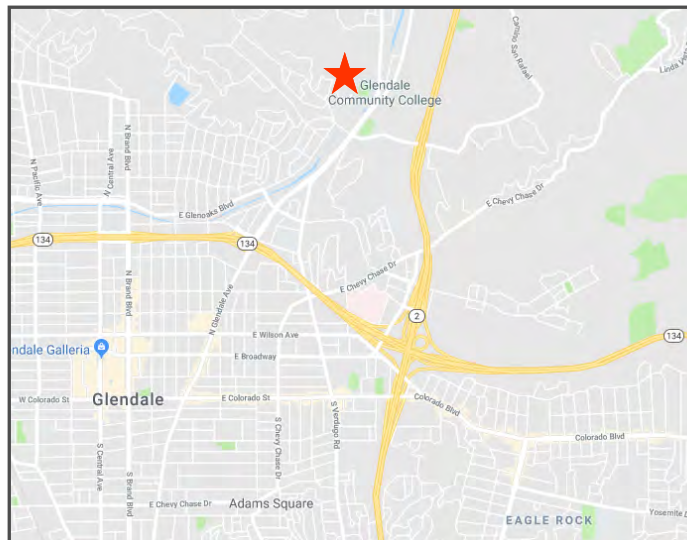 Glendale
Community College
Camino San Rafael
Linda Vista
N Pacific Ave
N Central Ave
N Brand Blvd
E Glenoaks Blvd
E Chevy Chase Dr
134
134
E Chevy Chase Dr
N Brand Blvd
N Glendale Ave
2
134
E Wilson Ave
ndale Galleria
E Broadway
W Colorado St
Glendale
E Colorado St
Colorado Blvd
S Verdugo Rd
S Chevy Chase Dr
Colorado Blvd
S Central Ave
S Brand Blvd
E Chevy Chase Dr
Adams Square
EAGLE ROCK
Yosemite D